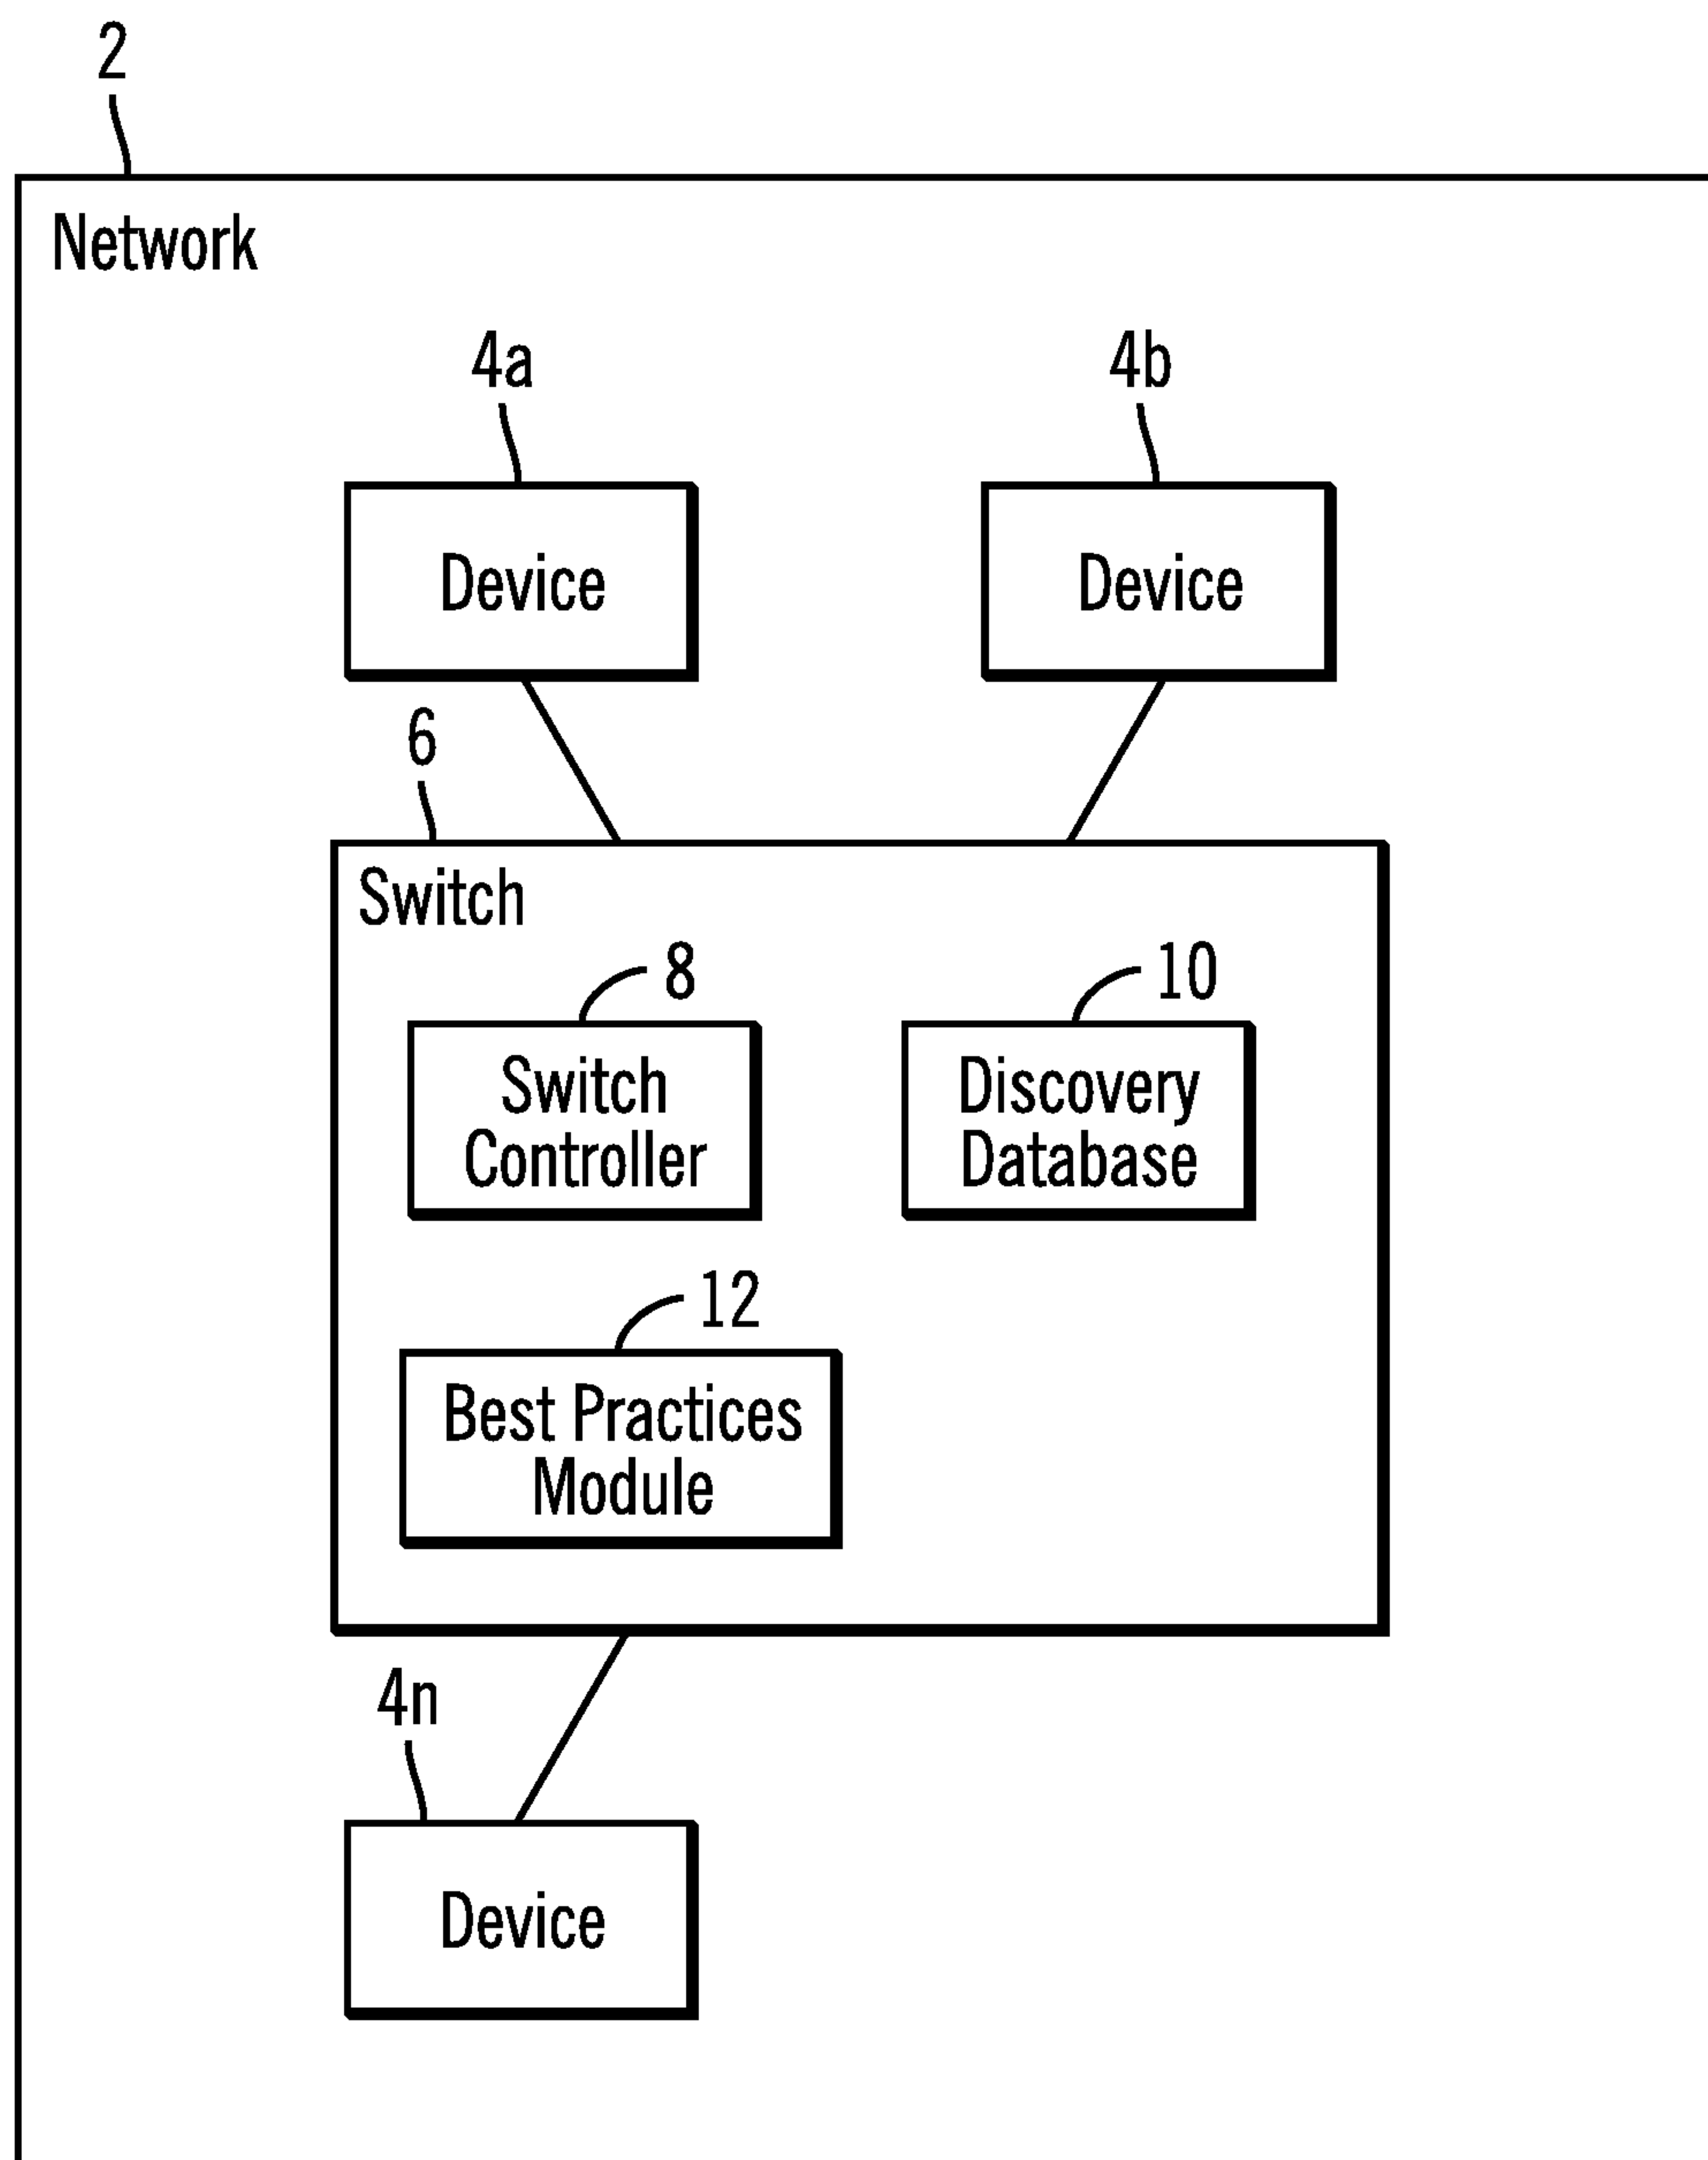 2
Network
4a
4b
Device
Device
6
Switch
8
10
Switch
Controller
Discovery
Database
12
Best Practices
Module
4n
Device